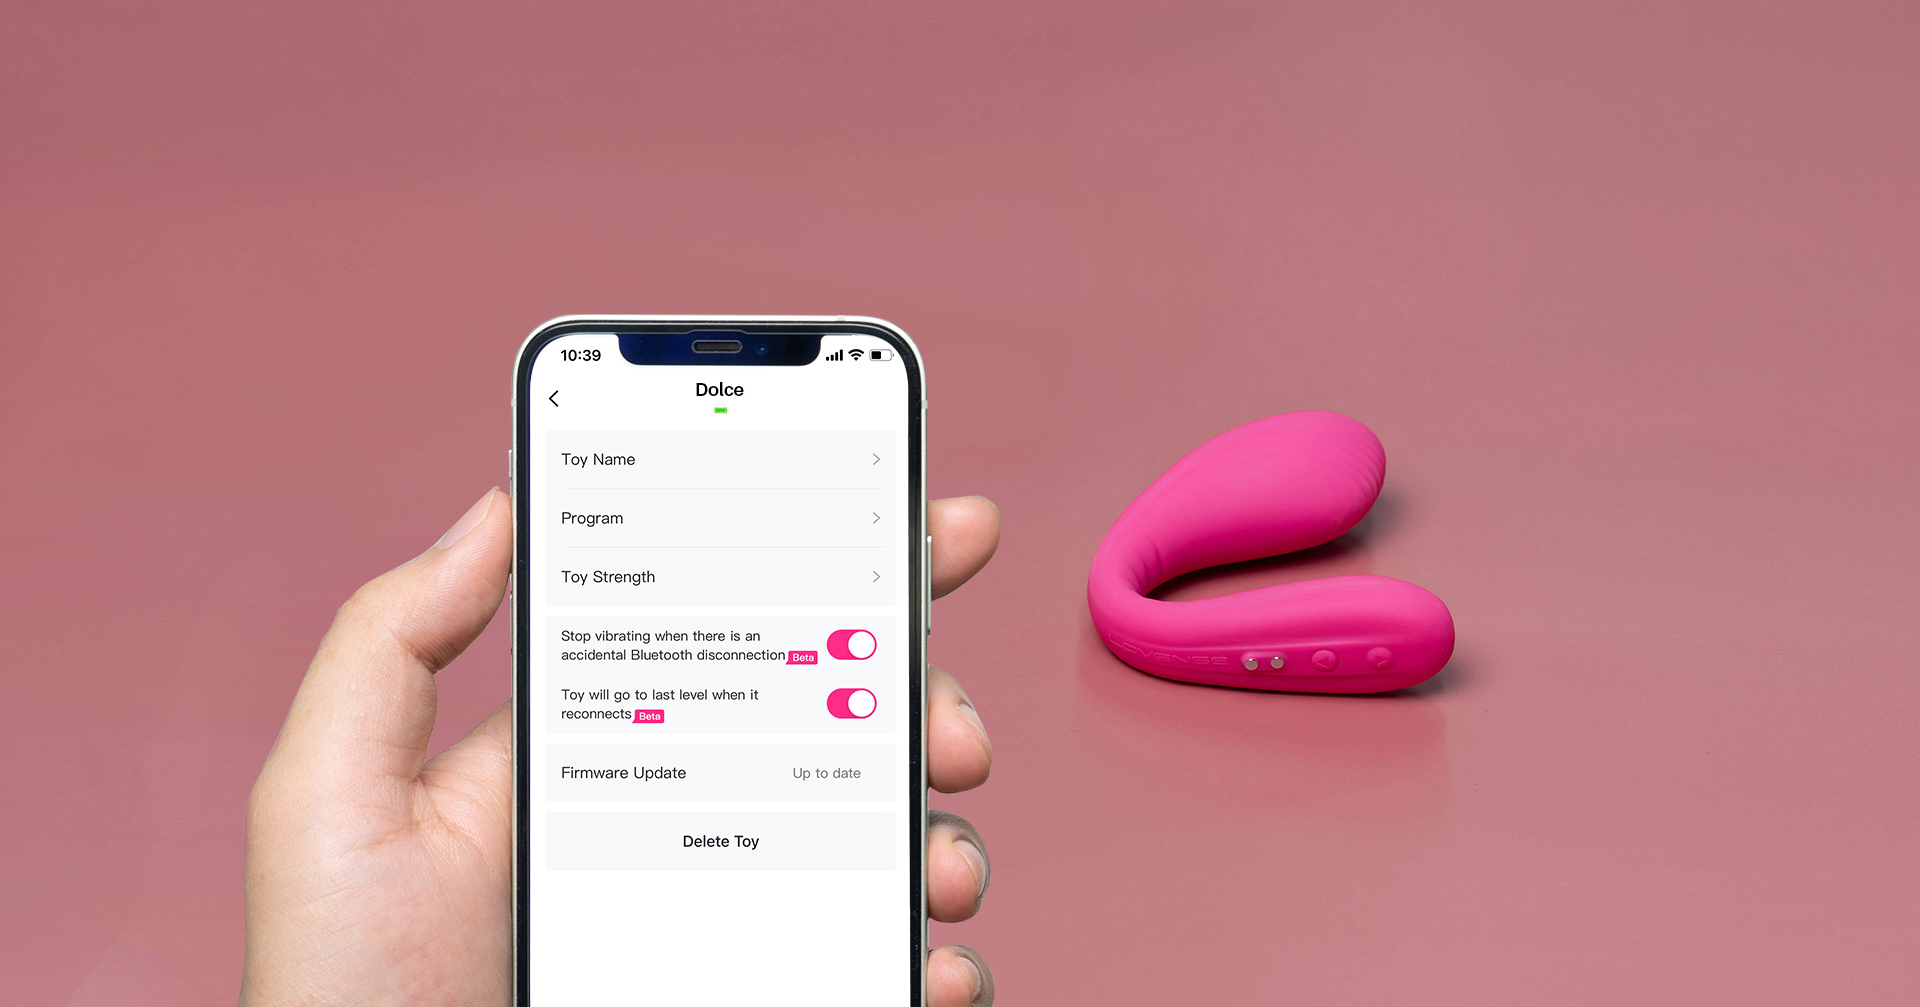 10:39
Dolce
Toy Name
Program
Toy Strength
Stop vibrating when there is an
accidental Bluetooth disconnection Beta
Toy will go to last level when it
reconnects Beta
Firmware Update Up to date
Delete Toy
LOVENSE